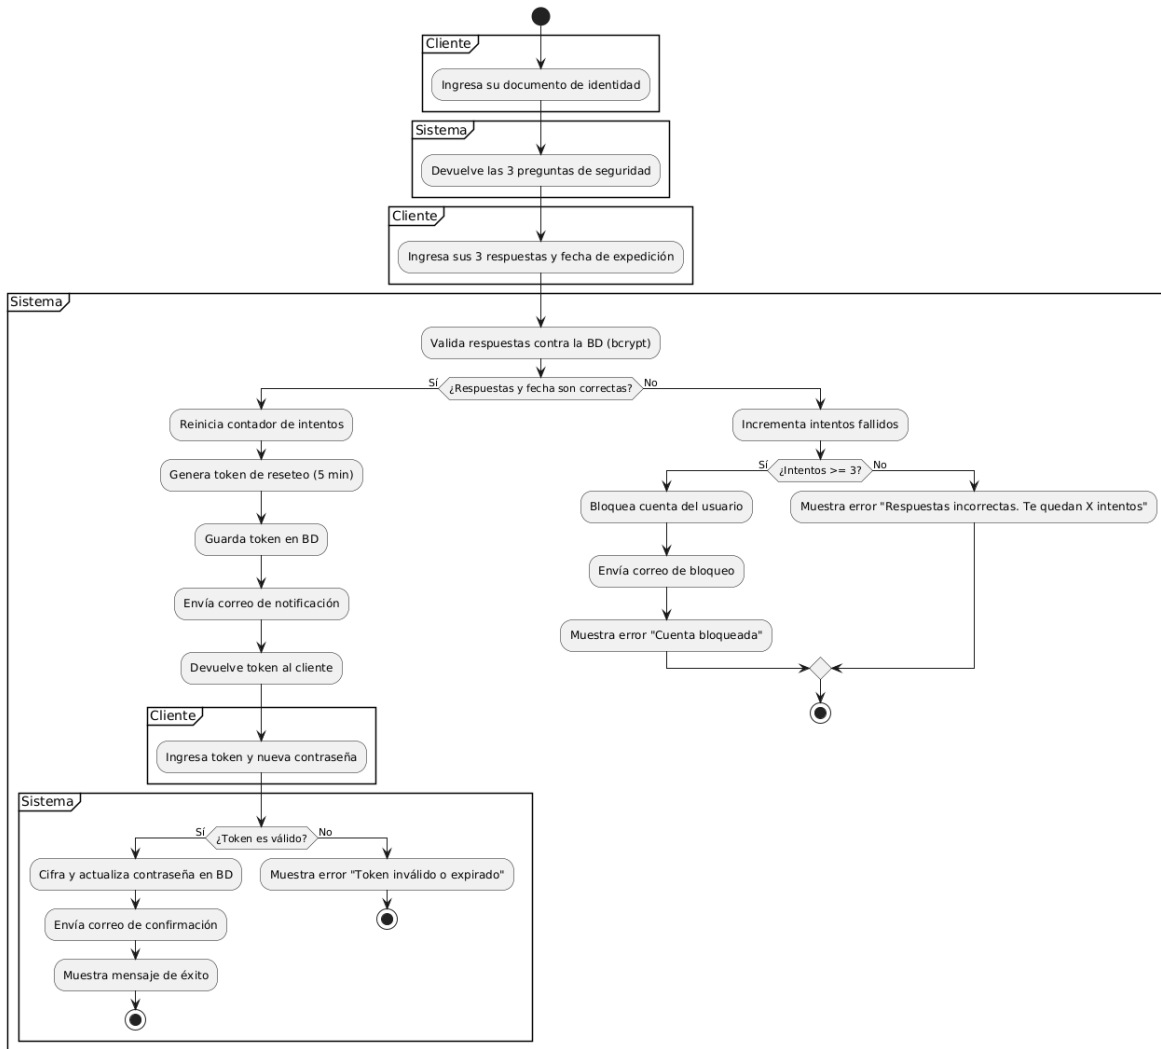 Cliente
Ingresa su documento de identidad
Sistema
Devuelve las 3 preguntas de seguridad
Cliente
Ingresa sus 3 respuestas y fecha de expedición
Sistema
Valida respuestas contra la BD (bcrypt)
Sí
¿Respuestas y fecha son correctas?
No
Reinicia contador de intentos
Genera token de reseteo (5 min)
Guarda token en BD
Envía correo de notificación
Devuelve token al cliente
Cliente
Ingresa token y nueva contraseña
Sistema
Sí
¿Token es válido?
No
Cifra y actualiza contraseña en BD
Envía correo de confirmación
Muestra mensaje de éxito
Muestra error "Token inválido o expirado"
Incrementa intentos fallidos
Sí
¿Intentos >= 3?
No
Bloquea cuenta del usuario
Envía correo de bloqueo
Muestra error "Cuenta bloqueada"
Muestra error "Respuestas incorrectas. Te quedan X intentos"